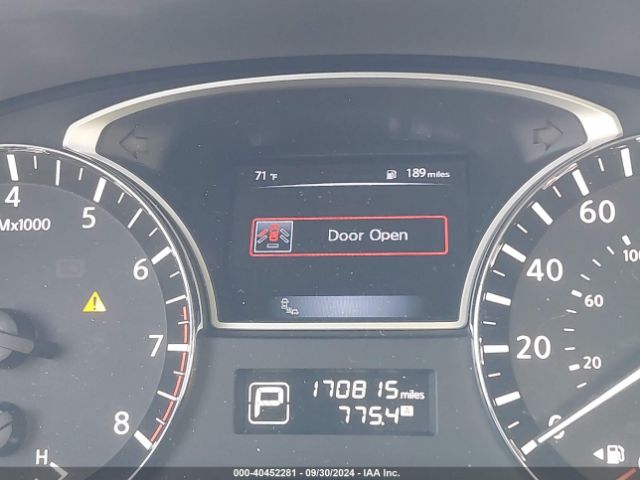 71 °F 189 miles
Door Open
4 5 6 7 8
Mx1000
H
60
40
20
0
100
60
20
P 170815 miles
775.4 A
000-40452281 - 09/30/2024 - IAA Inc.